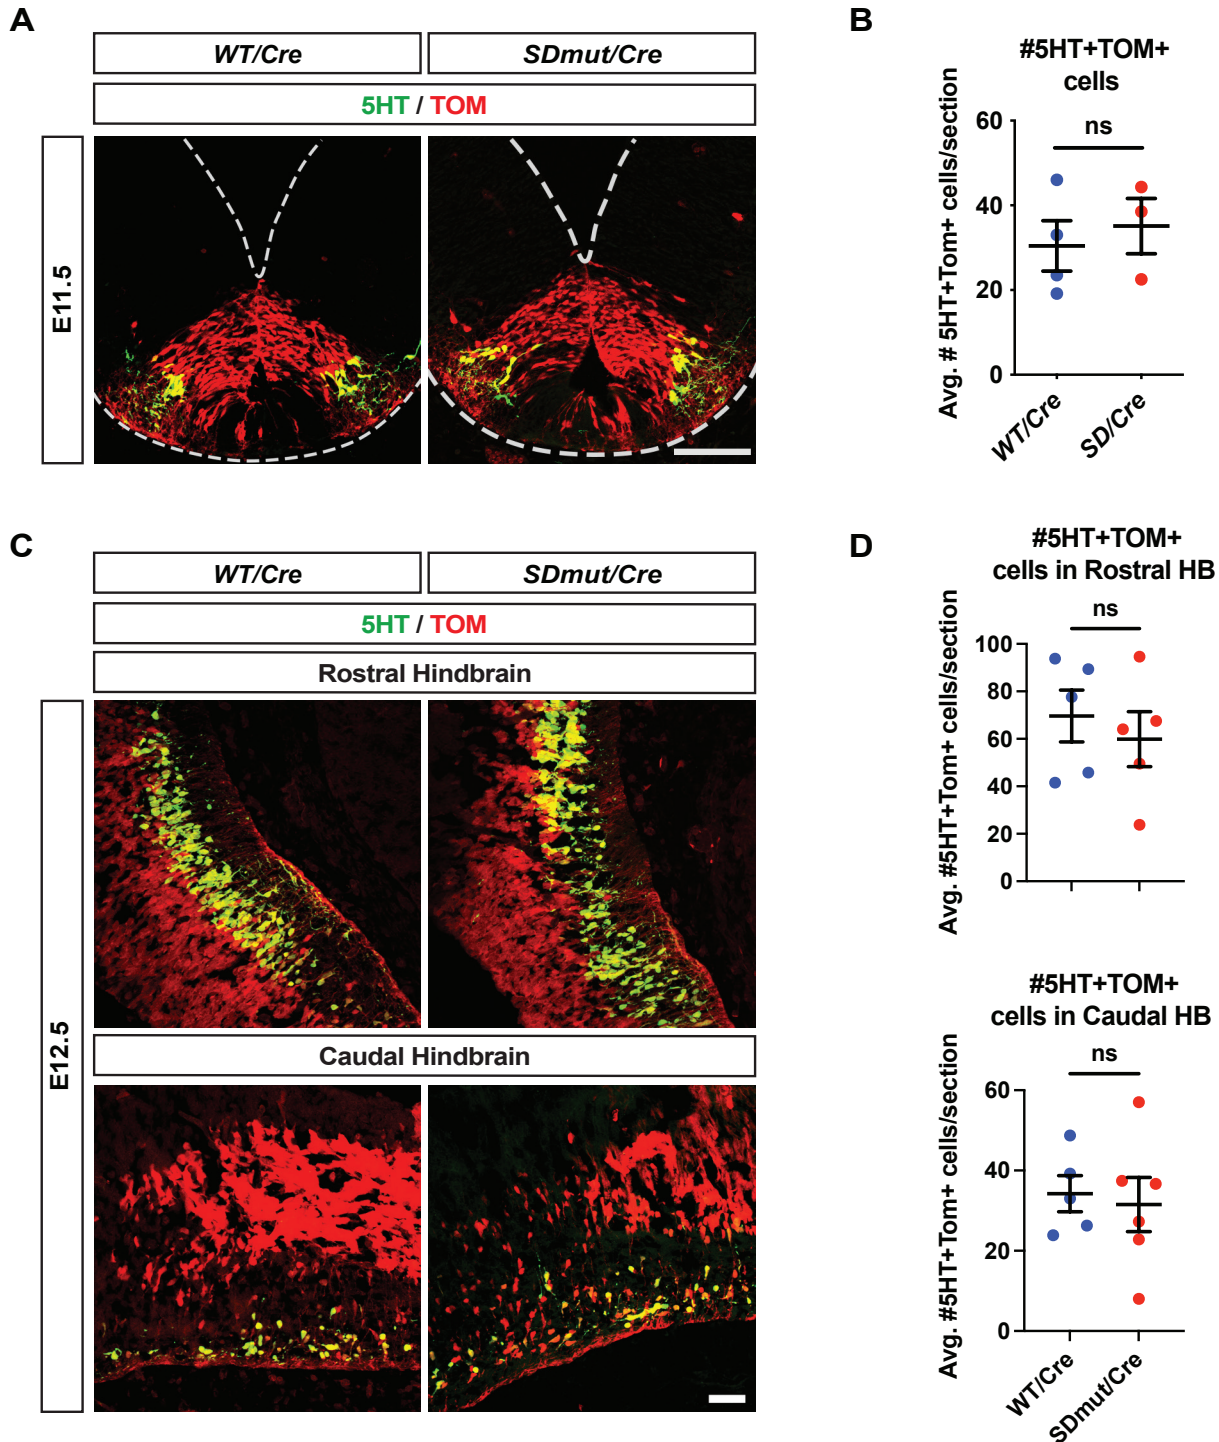 A
WT/Cre
SDmut/Cre
5HT / TOM
E11.5
B
#5HT+TOM+
cells
Avg. # 5HT+Tom+ cells/section
ns
60
40
20
0
WT/Cre
SD/Cre
C
WT/Cre
SDmut/Cre
5HT / TOM
Rostral Hindbrain
E12.5
Caudal Hindbrain
D
#5HT+TOM+
cells in Rostral HB
Avg. #5HT+Tom+ cells/section
ns
100
80
60
40
20
0
#5HT+TOM+
cells in Caudal HB
Avg. #5HT+Tom+ cells/section
ns
60
40
20
0
WT/Cre
SDmut/Cre